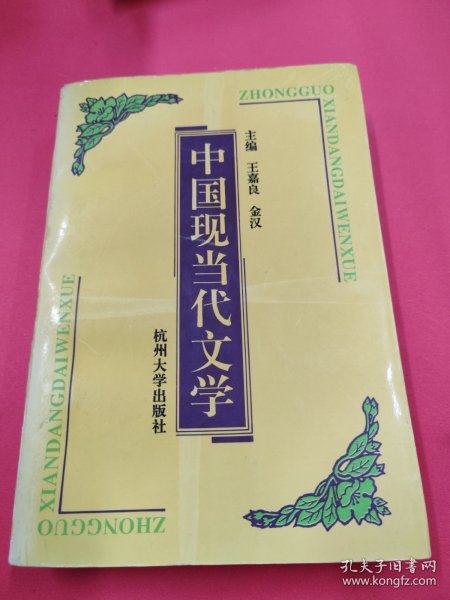 ZHONGGUO
XIANDANGDAIWENXUE
主编 王嘉良 金汉
中国现当代文学
杭州大学出版社
XIANDANGDAIWENXUE
ZHONGGUO
孔夫子旧书网
www.kongfz.com